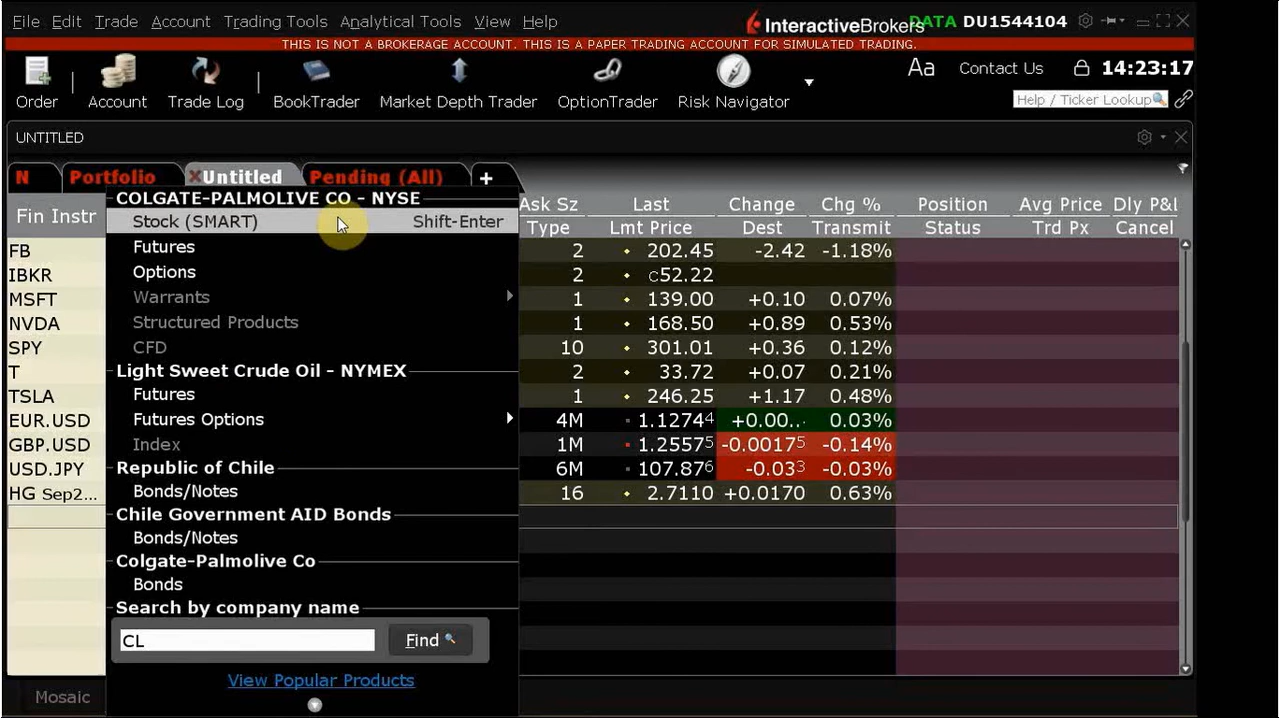 File Edit Trade Account Trading Tools Analytical Tools View Help InteractiveBrokers DATA DU1544104
THIS IS NOT A BROKERAGE ACCOUNT. THIS IS A PAPER TRADING ACCOUNT FOR SIMULATED TRADING.
Aa Contact Us 14:23:17
Order Account Trade Log BookTrader Market Depth Trader OptionTrader Risk Navigator Help / Ticker Lookup
UNTITLED
N Portfolio Untitled Pending (All) +
COLGATE-PALMOLIVE CO - NYSE
Stock (SMART) Shift-Enter
Futures
Options
Warrants
Structured Products
CFD
Light Sweet Crude Oil - NYMEX
Futures
Futures Options
Index
Republic of Chile
Bonds/Notes
Chile Government AID Bonds
Bonds/Notes
Colgate-Palmolive Co
Bonds
Search by company name
CL Find
View Popular Products
Fin Instr Ask Sz Last Change Chg % Position Avg Price Dly P&L
Type Lmt Price Dest Transmit Status Trd Px Cancel
FB 2 202.45 -2.42 -1.18%
IBKR 2 c52.22
MSFT 1 139.00 +0.10 0.07%
NVDA 1 168.50 +0.89 0.53%
SPY 10 301.01 +0.36 0.12%
T 2 33.72 +0.07 0.21%
TSLA 1 246.25 +1.17 0.48%
EUR.USD 4M 1.12744 +0.00... 0.03%
GBP.USD 1M 1.25575 -0.00175 -0.14%
USD.JPY 6M 107.876 -0.033 -0.03%
HG Sep2... 16 2.7110 +0.0170 0.63%
Mosaic